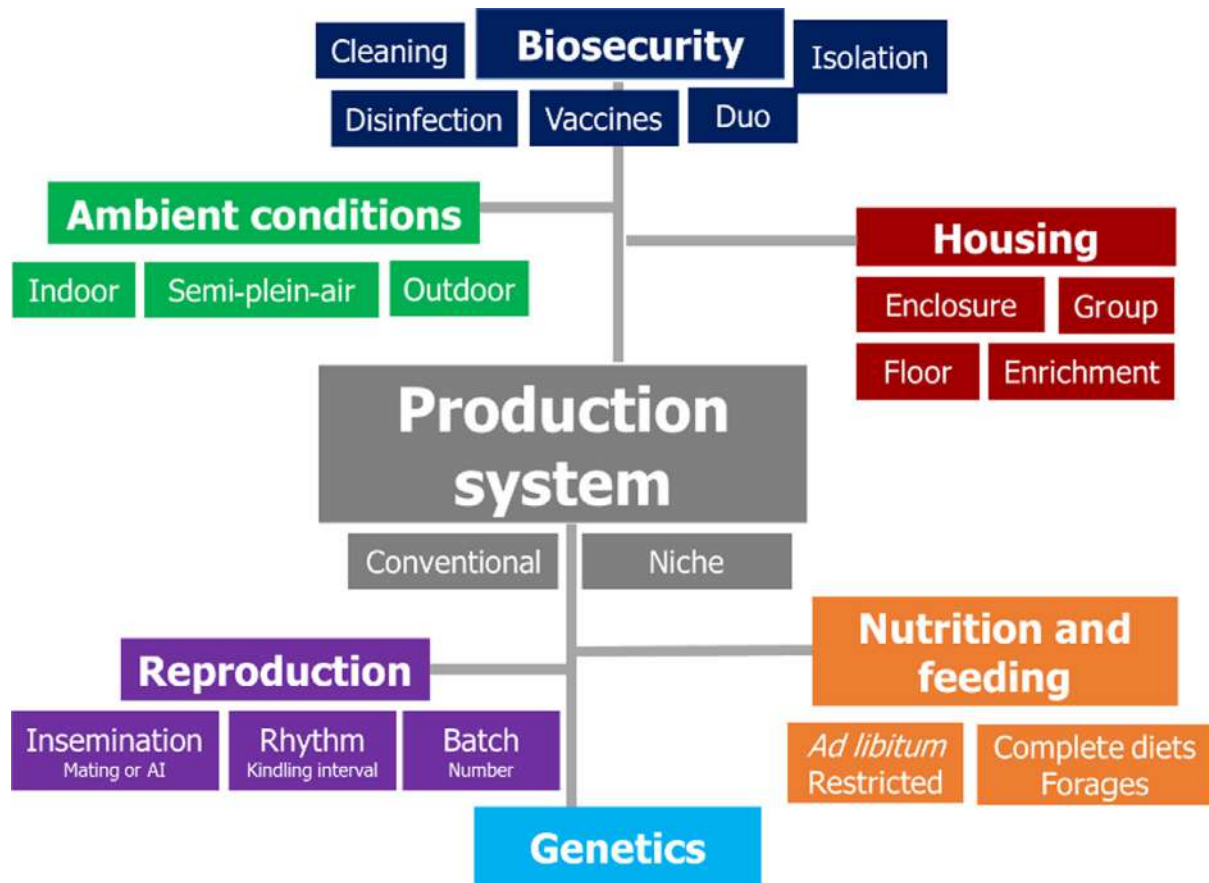 Biosecurity
Cleaning
Isolation
Disinfection
Vaccines
Duo
Ambient conditions
Indoor
Semi-plein-air
Outdoor
Housing
Enclosure
Group
Floor
Enrichment
Production
system
Conventional
Niche
Reproduction
Insemination
Mating or AI
Rhythm
Kindling interval
Batch
Number
Nutrition and
feeding
Ad libitum
Restricted
Complete diets
Forages
Genetics